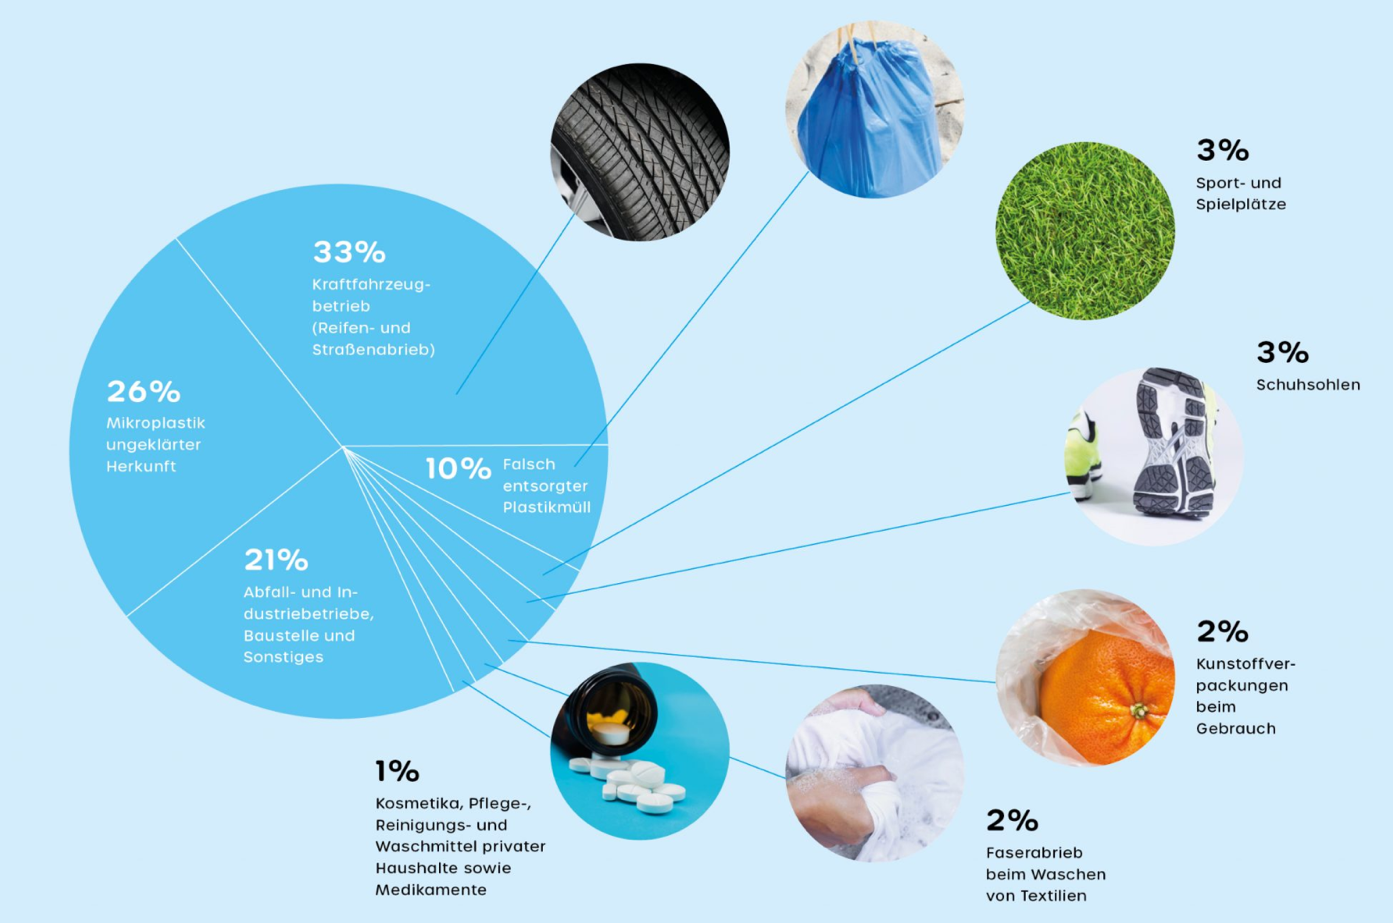 33%
Kraftfahrzeug-
betrieb
(Reifen- und
Straßenabrieb)
26%
Mikroplastik
ungeklärter
Herkunft
21%
Abfall- und In-
dustriebetriebe,
Baustelle und
Sonstiges
10%
Falsch
entsorgter
Plastikmüll
3%
Sport- und
Spielplätze
3%
Schuhsohlen
2%
Kunstoffver-
packungen
beim
Gebrauch
2%
Faserabrieb
beim Waschen
von Textilien
1%
Kosmetika, Pflege-,
Reinigungs- und
Waschmittel privater
Haushalte sowie
Medikamente